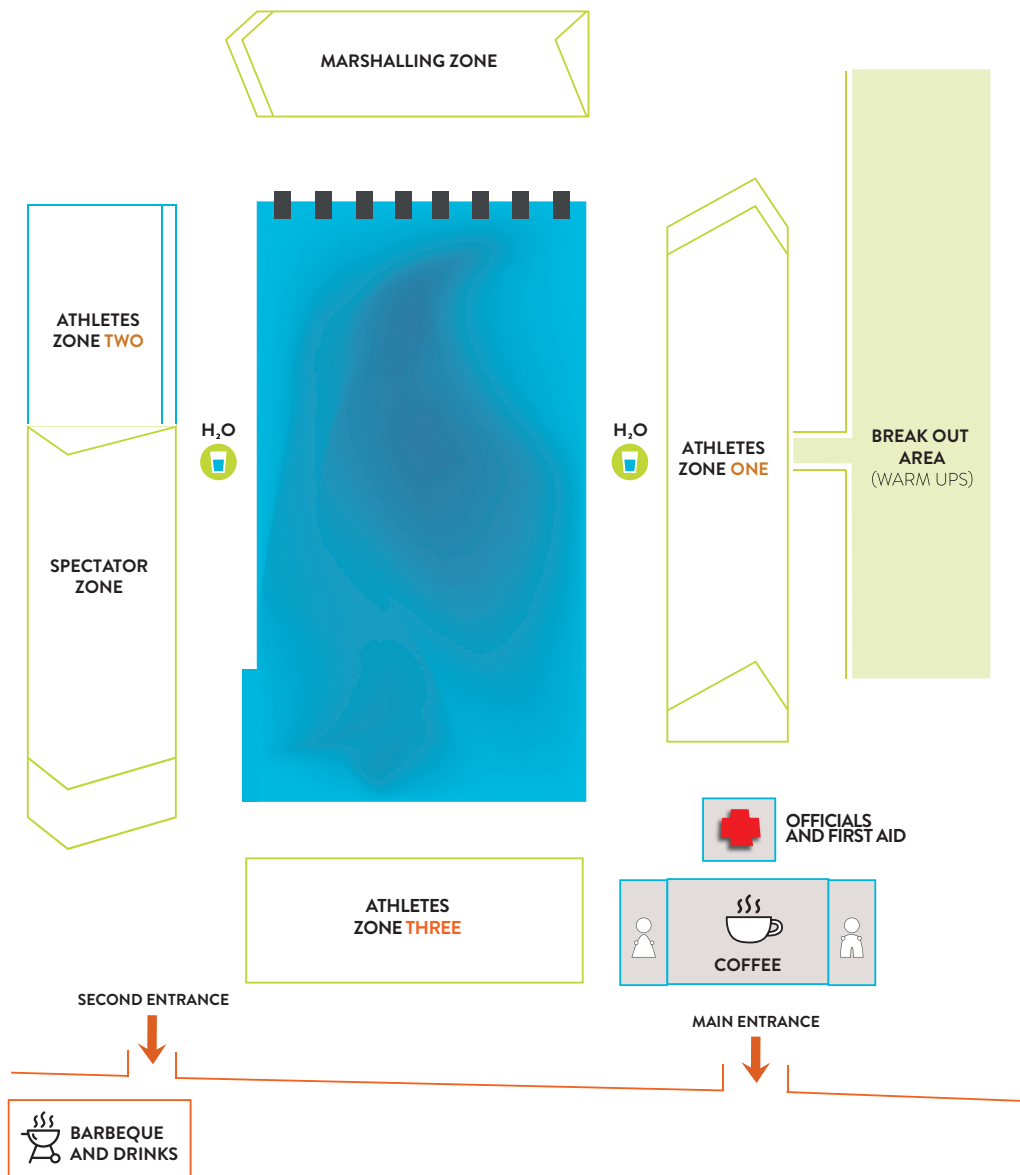 MARSHALLING ZONE
ATHLETES
ZONE TWO
H₂O
H₂O
ATHLETES
ZONE ONE
BREAK OUT
AREA
(WARM UPS)
SPECTATOR
ZONE
OFFICIALS
AND FIRST AID
ATHLETES
ZONE THREE
COFFEE
SECOND ENTRANCE
MAIN ENTRANCE
BARBEQUE
AND DRINKS